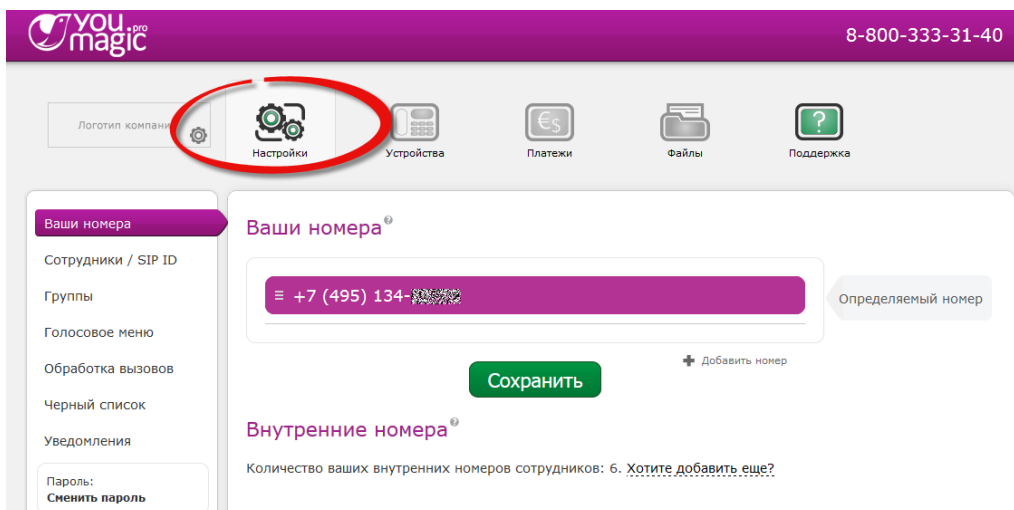 you
.pro
magic
8-800-333-31-40
Логотип компани
Настройки
Устройства
€s
Платежи
Файлы
?
Поддержка
Ваши номера
Сотрудники / SIP ID
Группы
Голосовое меню
Обработка вызовов
Черный список
Уведомления
Пароль:
Сменить пароль
Ваши номера?
≡ +7 (495) 134-
Определяемый номер
+ Добавить номер
Сохранить
Внутренние номера?
Количество ваших внутренних номеров сотрудников: 6. Хотите добавить еще?